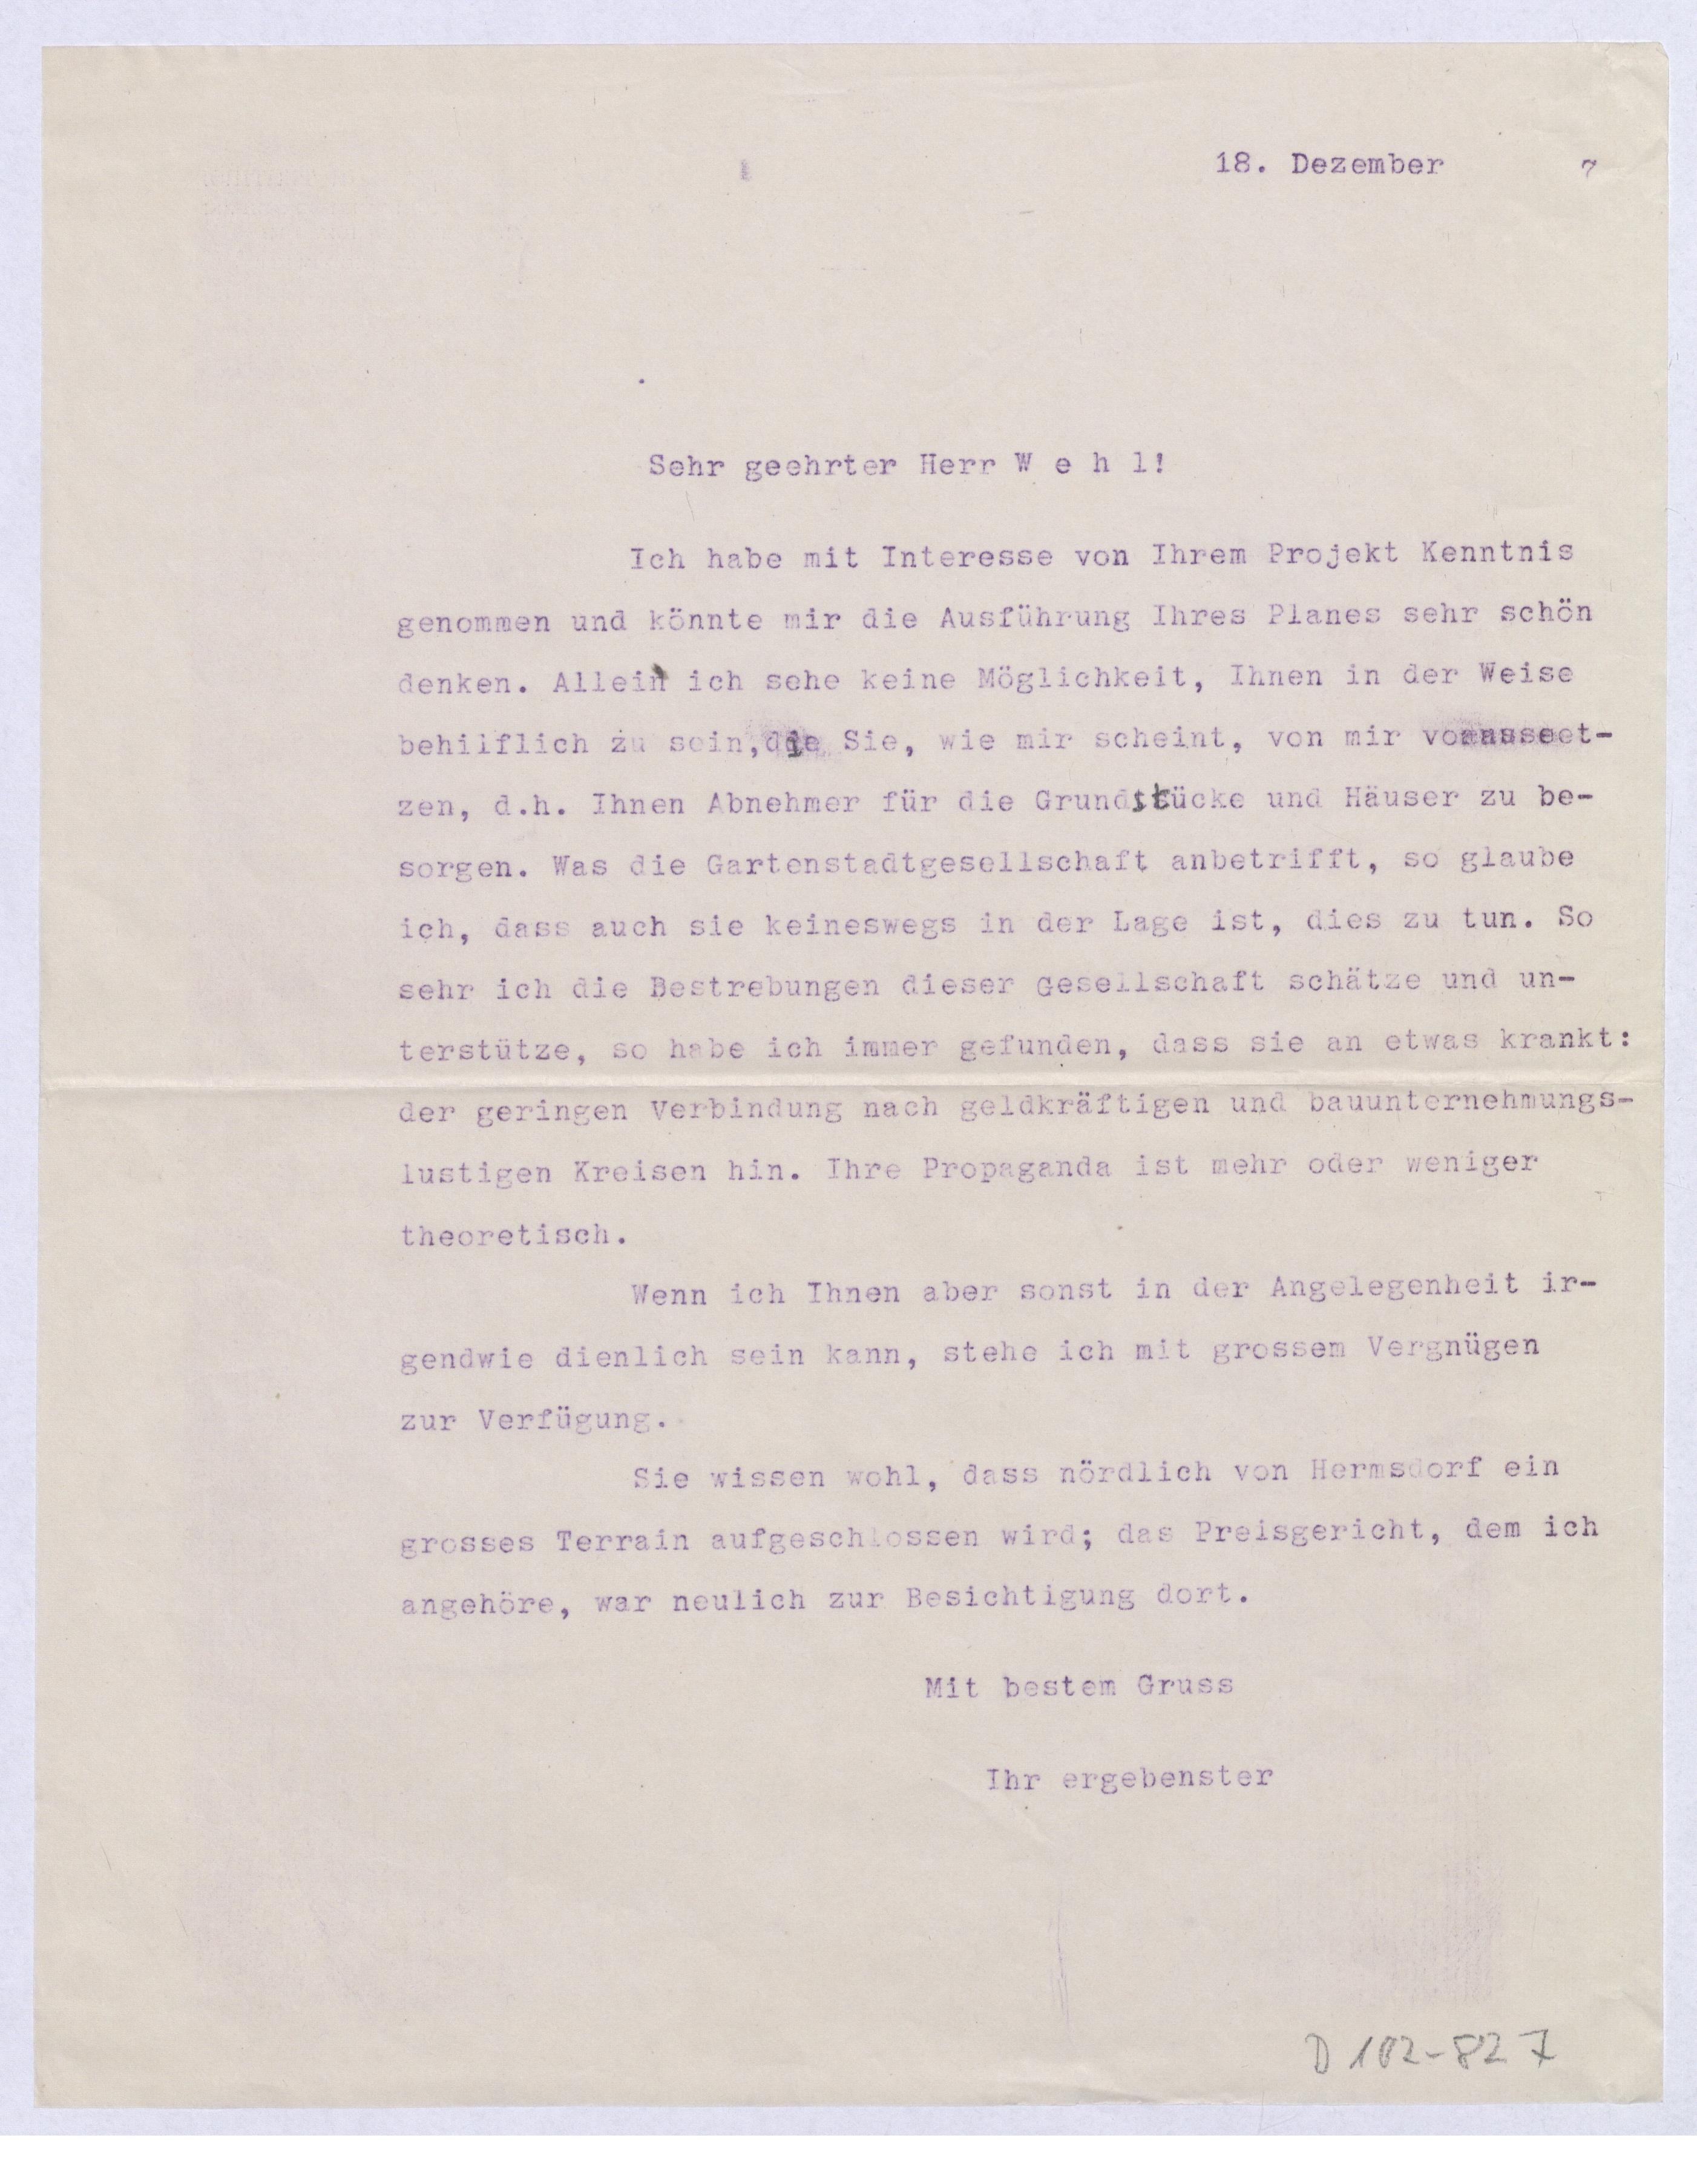 18. Dezember 7
Sehr geehrter Herr W e h l!
Ich habe mit Interesse von Ihrem Projekt Kenntnis
genommen und könnte mir die Ausführung Ihres Planes sehr schön
denken. Allein ich sehe keine Möglichkeit, Ihnen in der Weise
behilflich zu sein, die Sie, wie mir scheint, von mir voraussetzt-
zen, d.h. Ihnen Abnehmer für die Grundstücke und Häuser zu be-
sorgen. Was die Gartenstadtgesellschaft anbetrifft, so glaube
ich, dass auch sie keineswegs in der Lage ist, dies zu tun. So
sehr ich die Bestrebungen dieser Gesellschaft schätze und un-
terstütze, so habe ich immer gefunden, dass sie an etwas krankt:
der geringen Verbindung nach geldkräftigen und bauunternehmungs-
lustigen Kreisen hin. Ihre Propaganda ist mehr oder weniger
theoretisch.
Wenn ich Ihnen aber sonst in der Angelegenheit ir-
gendwie dienlich sein kann, stehe ich mit grossem Vergnügen
zur Verfügung.
Sie wissen wohl, dass nördlich von Hermsdorf ein
grosses Terrain aufgeschlossen wird; das Preisgericht, dem ich
angehöre, war neulich zur Besichtigung dort.
Mit bestem Gruss
Ihr ergebenster
D 102-827